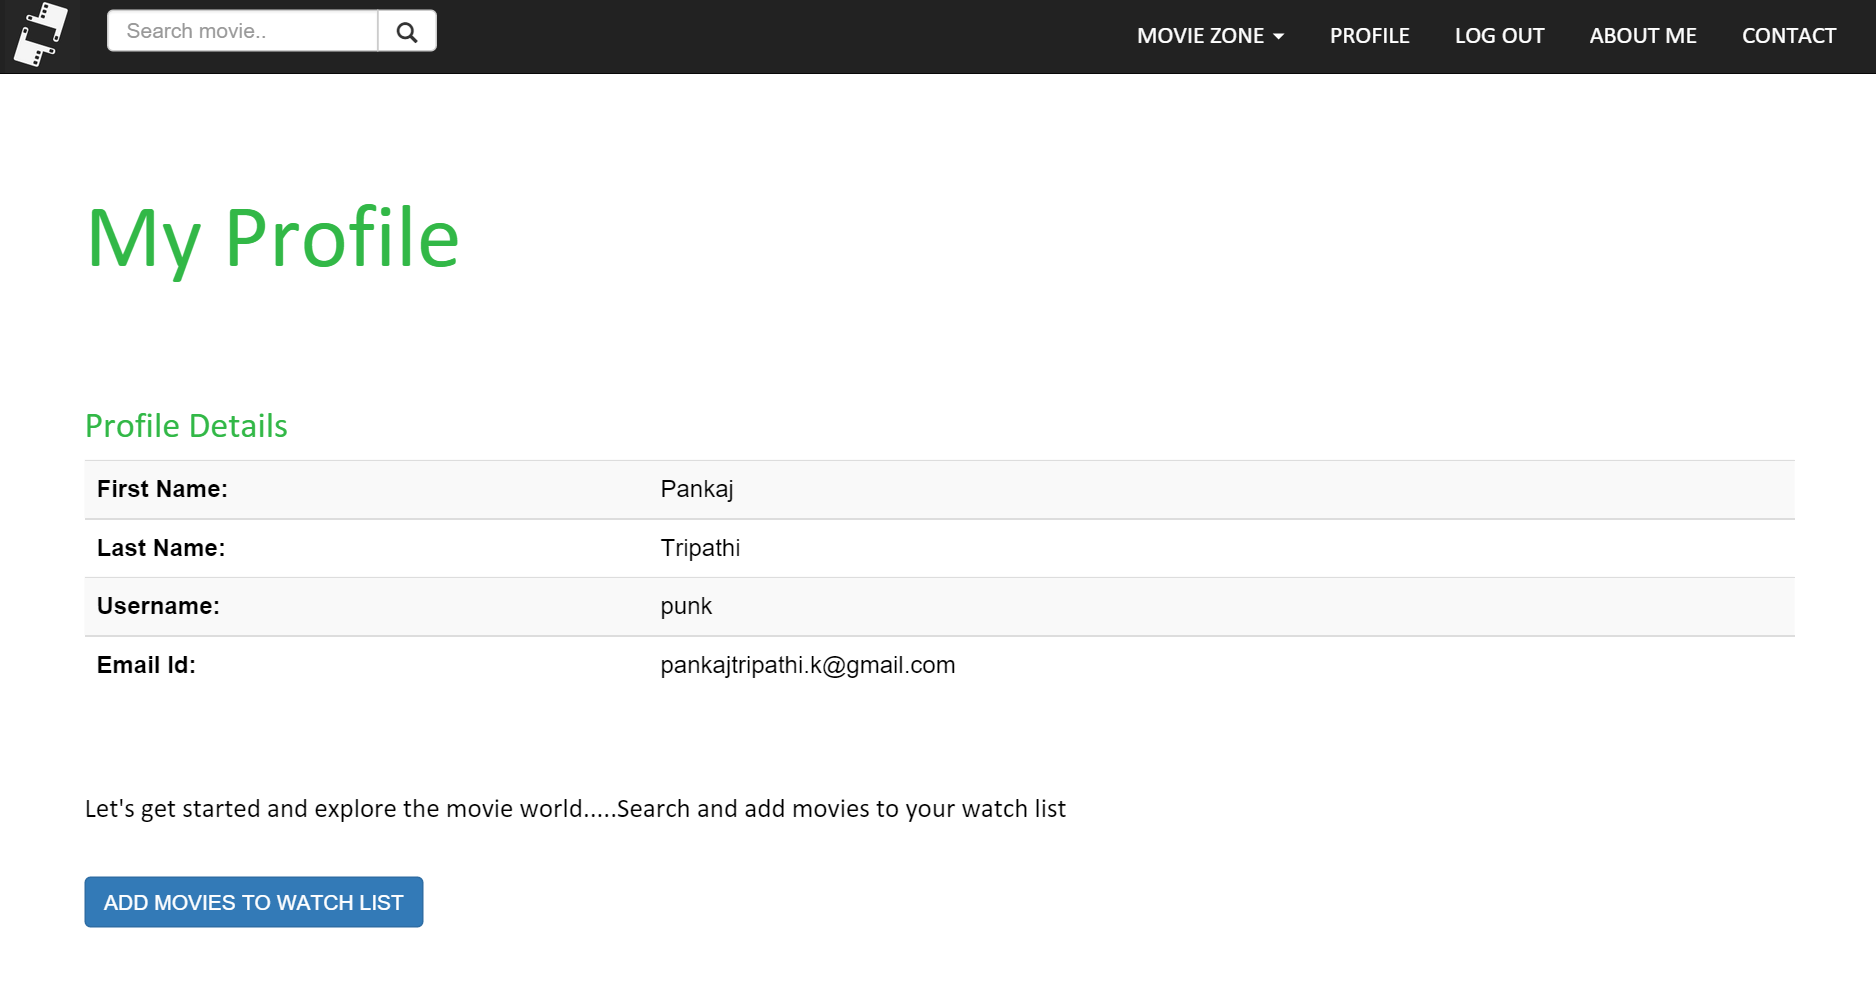 Search movie..
MOVIE ZONE PROFILE LOG OUT ABOUT ME CONTACT
My Profile
Profile Details
First Name: Pankaj
Last Name: Tripathi
Username: punk
Email Id: pankajtripathi.k@gmail.com
Let's get started and explore the movie world.....Search and add movies to your watch list
ADD MOVIES TO WATCH LIST